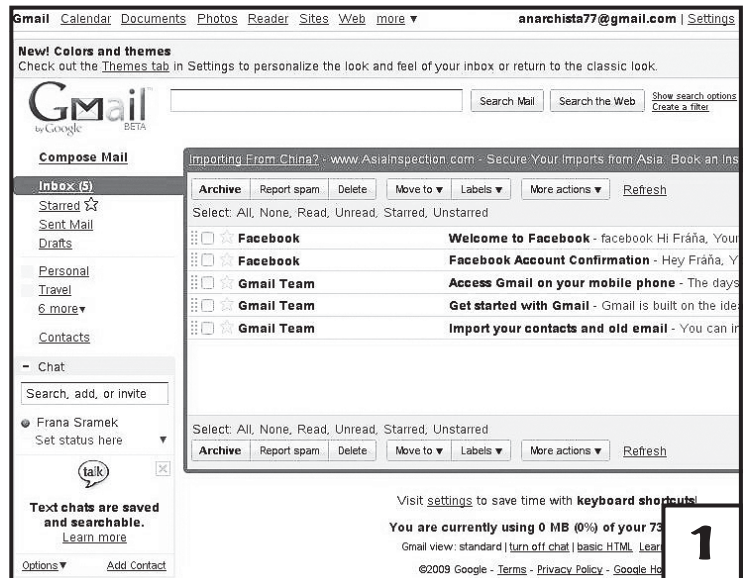 Gmail Calendar Documents Photos Reader Sites Web more ▼ anarchista77@gmail.com | Settings
New! Colors and themes
Check out the Themes tab in Settings to personalize the look and feel of your inbox or return to the classic look.
GMail
by Google BETA
Search Mail Search the Web Show search options
Create a filter
Compose Mail
Inbox (5)
Starred
Sent Mail
Drafts
Personal
Travel
6 more▼
Contacts
Importing From China? - www.AsiaInspection.com - Secure Your Imports from Asia. Book an Ins
Archive Report spam Delete Move to ▼ Labels ▼ More actions ▼ Refresh
Select: All, None, Read, Unread, Starred, Unstarred
Facebook Welcome to Facebook - facebook Hi Fráňa, Your
Facebook Facebook Account Confirmation - Hey Fráňa, Y
Gmail Team Access Gmail on your mobile phone - The days
Gmail Team Get started with Gmail - Gmail is built on the ide
Gmail Team Import your contacts and old email - You can in
− Chat
Search, add, or invite
Frana Sramek
Set status here ▼
talk
Text chats are saved
and searchable.
Learn more
Options▼ Add Contact
Select: All, None, Read, Unread, Starred, Unstarred
Archive Report spam Delete Move to ▼ Labels ▼ More actions ▼ Refresh
Visit settings to save time with keyboard shortcuts!
You are currently using 0 MB (0%) of your 73
Gmail view: standard | turn off chat | basic HTML Lear
©2009 Google - Terms - Privacy Policy - Google Ho
1